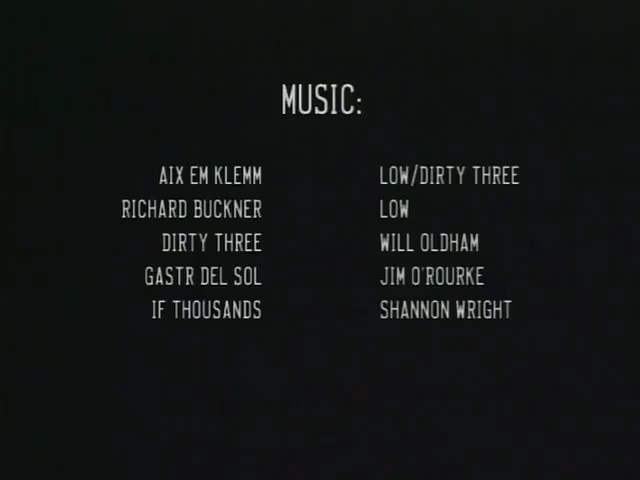 MUSIC:
AIX EM KLEMM
RICHARD BUCKNER
DIRTY THREE
GASTR DEL SOL
IF THOUSANDS
LOW/DIRTY THREE
LOW
WILL OLDHAM
JIM O'ROURKE
SHANNON WRIGHT